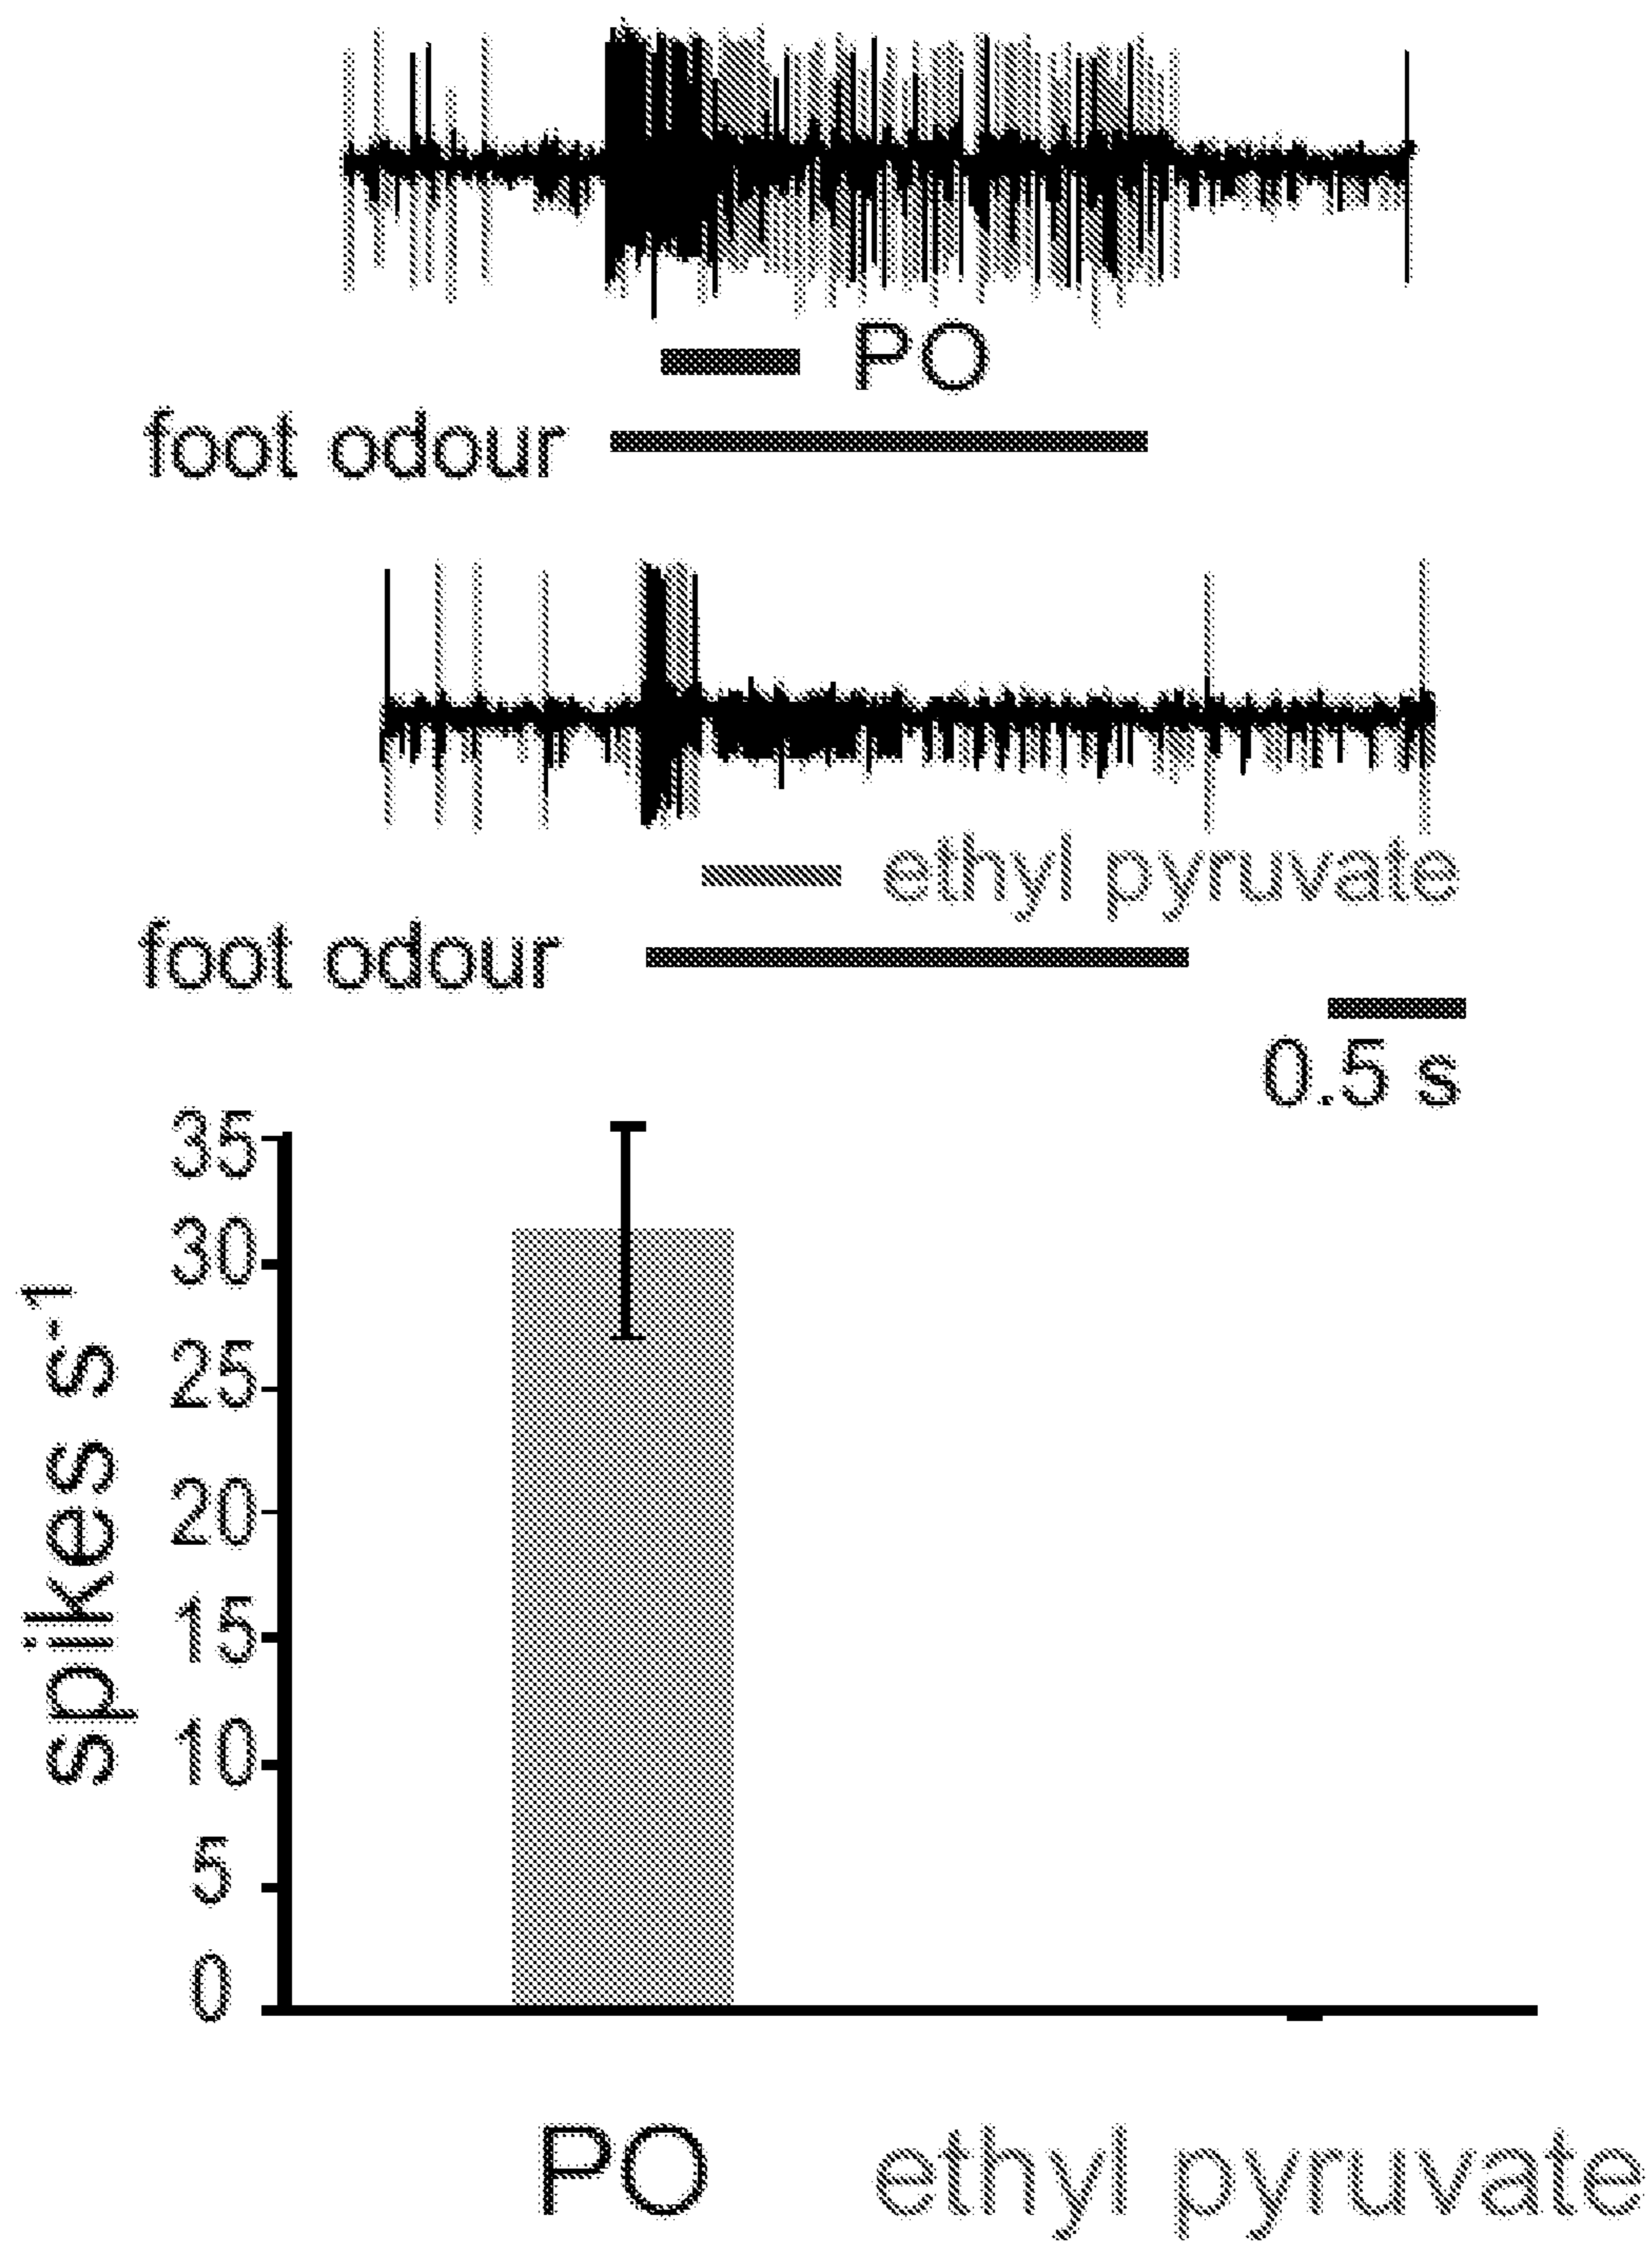 PO
foot odour
ethyl pyruvate
foot odour
0.5 s
35
30
25
20
15
10
5
0
spikes s-1
PO
ethyl pyruvate